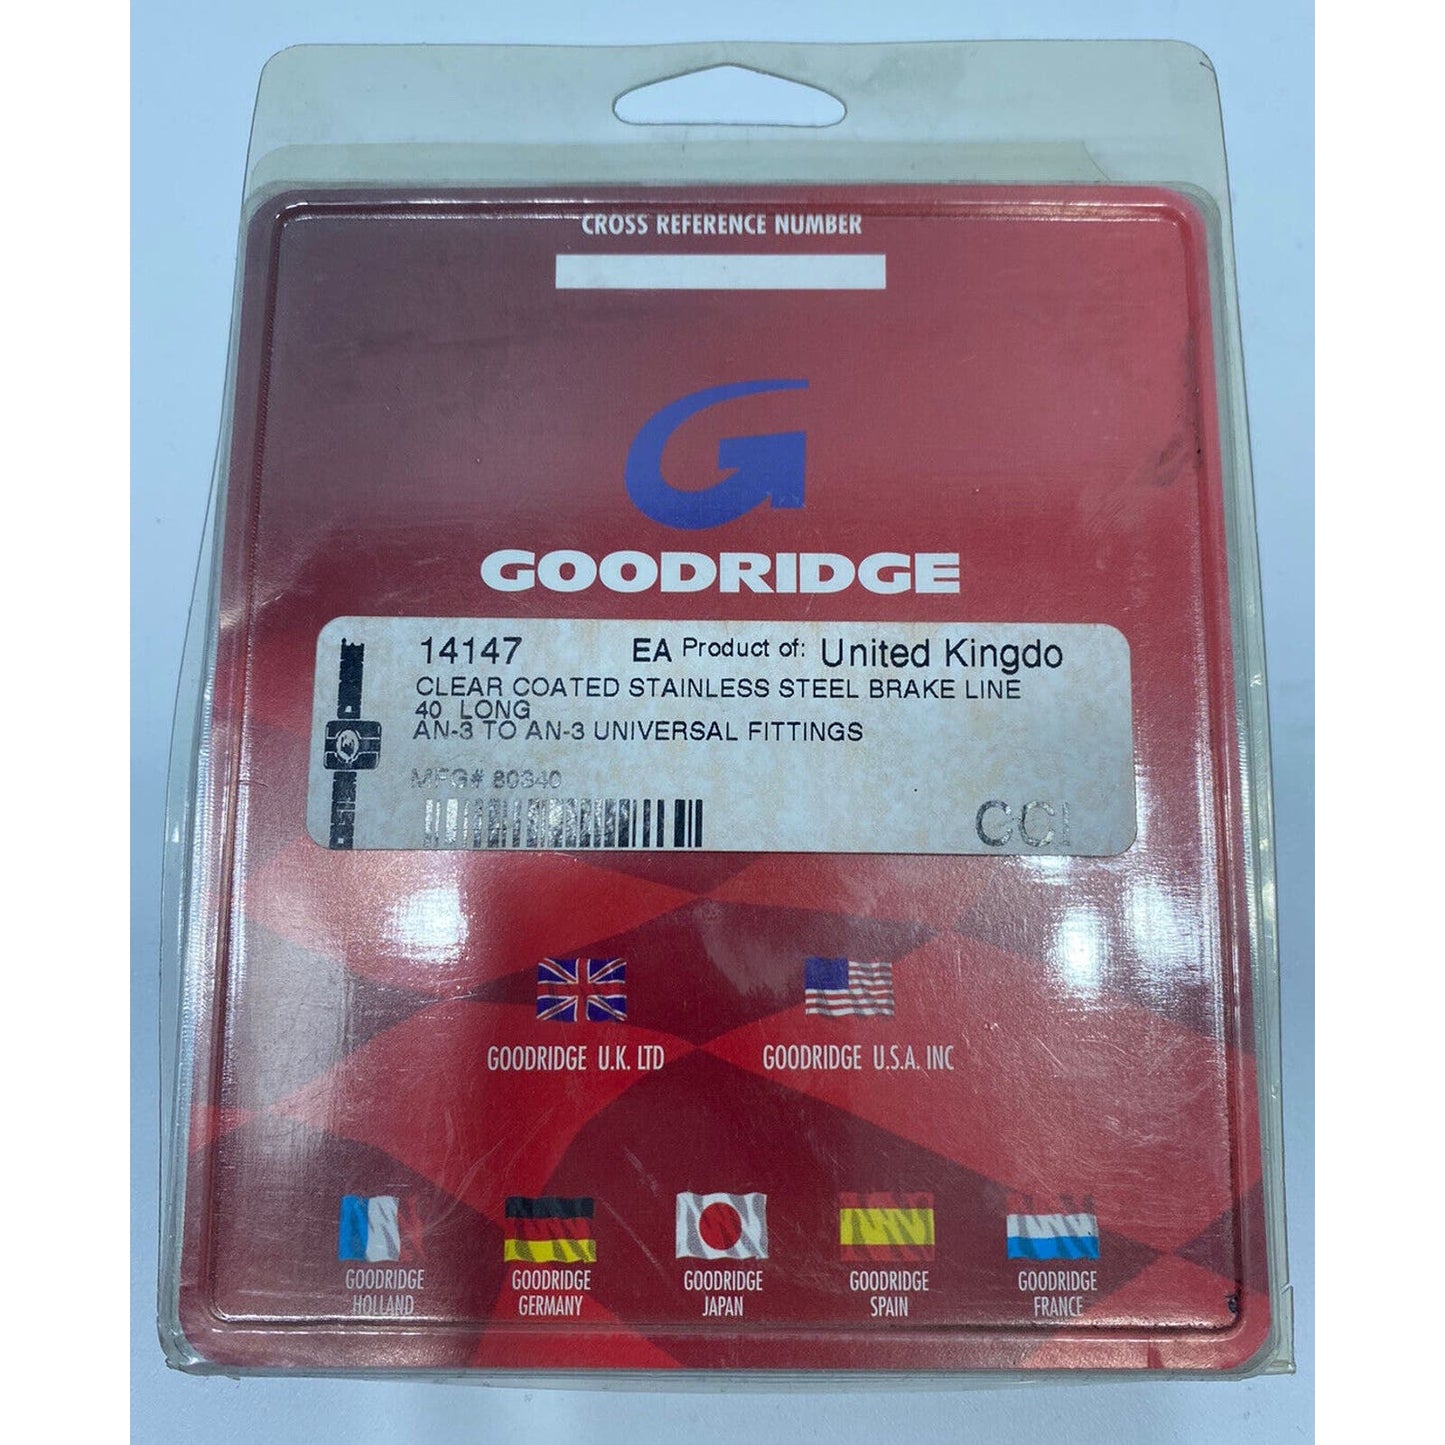 CROSS REFERENCE NUMBER
GOODRIDGE
14147 EA Product of: United Kingdo
CLEAR COATED STAINLESS STEEL BRAKE LINE
40 LONG
AN-3 TO AN-3 UNIVERSAL FITTINGS
MFG# 80340
CCI
GOODRIDGE U.K. LTD GOODRIDGE U.S.A. INC
GOODRIDGE GOODRIDGE GOODRIDGE GOODRIDGE GOODRIDGE
HOLLAND GERMANY JAPAN SPAIN FRANCE